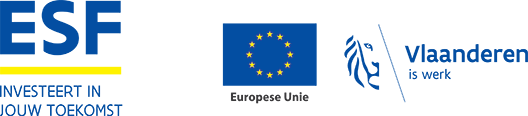 ESF
INVESTEERT IN
JOUW TOEKOMST
Europese Unie
Vlaanderen
is werk